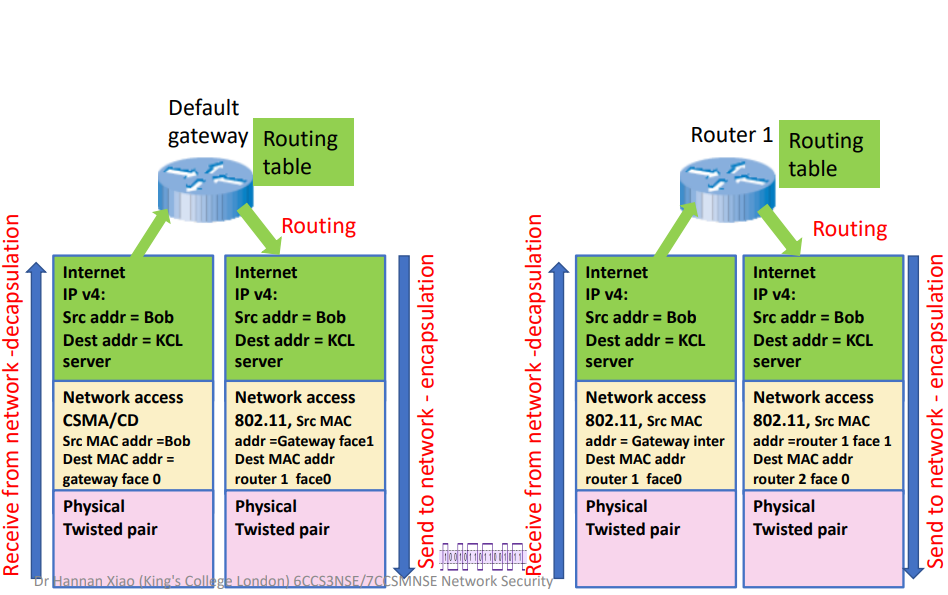 Default
gateway
Routing
table
Routing
Receive from network -decapsulation
Internet
IP v4:
Src addr = Bob
Dest addr = KCL
server
Network access
CSMA/CD
Src MAC addr =Bob
Dest MAC addr =
gateway face 0
Physical
Twisted pair
Internet
IP v4:
Src addr = Bob
Dest addr = KCL
server
Network access
802.11, Src MAC
addr =Gateway face1
Dest MAC addr
router 1 face0
Physical
Twisted pair
Send to network - encapsulation
Router 1
Routing
table
Routing
Receive from network -decapsulation
Internet
IP v4:
Src addr = Bob
Dest addr = KCL
server
Network access
802.11, Src MAC
addr = Gateway inter
Dest MAC addr
router 1 face0
Physical
Twisted pair
Internet
IP v4:
Src addr = Bob
Dest addr = KCL
server
Network access
802.11, Src MAC
addr =router 1 face 1
Dest MAC addr
router 2 face 0
Physical
Twisted pair
Send to network - encapsulation
Dr Hannan Xiao (King's College London) 6CCS3NSE/7CCSMNSE Network Security